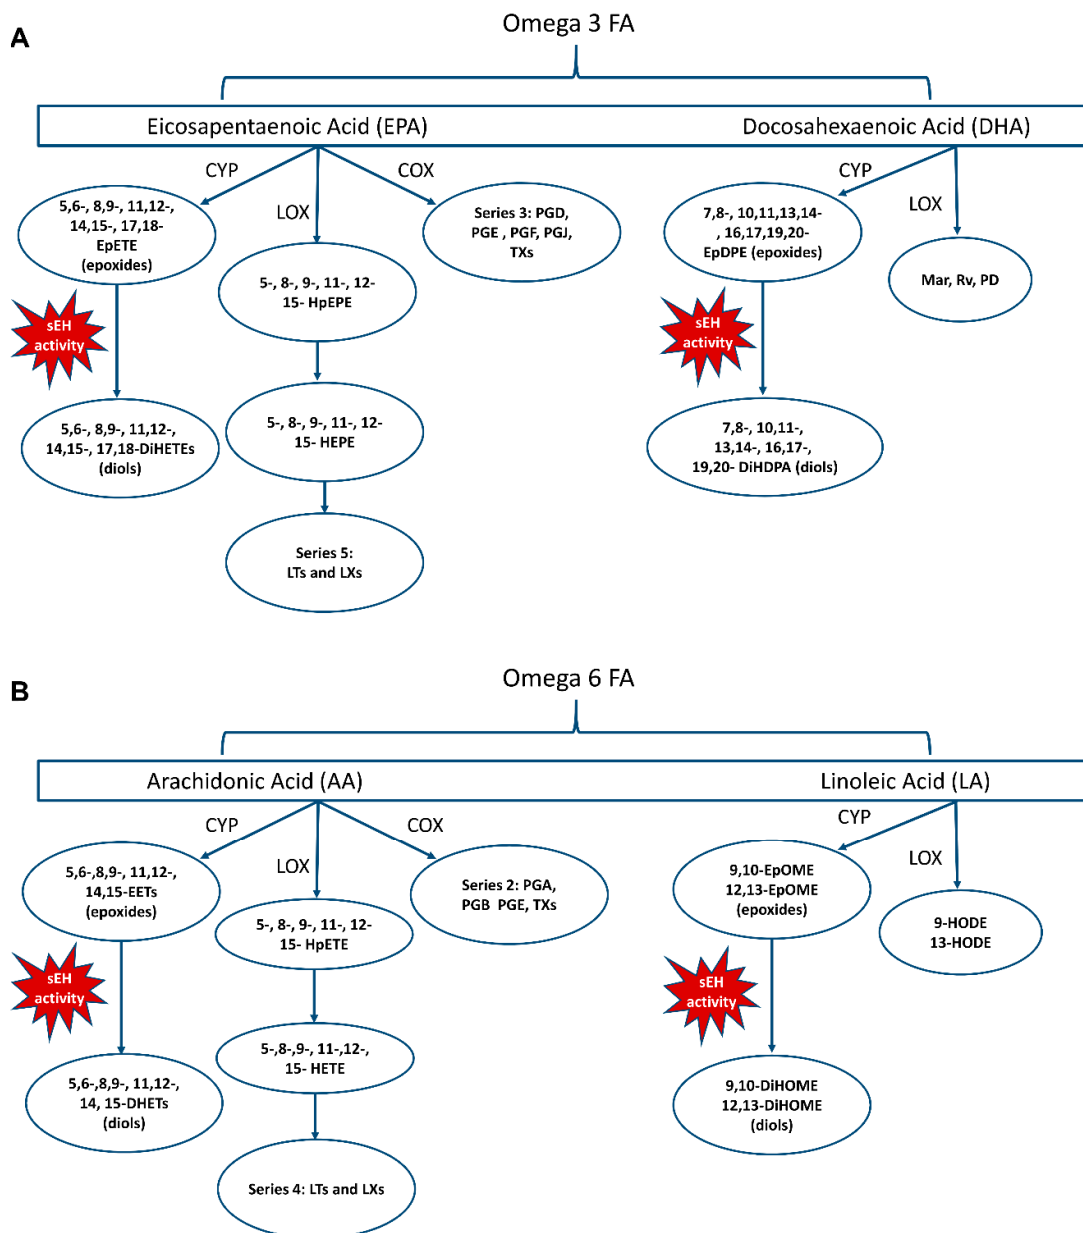 A
Omega 3 FA
Eicosapentaenoic Acid (EPA)
Docosahexaenoic Acid (DHA)
CYP
LOX
COX
5,6-, 8,9-, 11,12-,
14,15-, 17,18-
EpETE
(epoxides)
sEH
activity
5,6-, 8,9-, 11,12-,
14,15-, 17,18-DiHETEs
(diols)
5-, 8-, 9-, 11-, 12-
15- HpEPE
5-, 8-, 9-, 11-, 12-
15- HEPE
Series 5:
LTs and LXs
Series 3: PGD,
PGE , PGF, PGJ,
TXs
CYP
LOX
7,8-, 10,11,13,14-
, 16,17,19,20-
EpDPE (epoxides)
sEH
activity
7,8-, 10,11-,
13,14-, 16,17-,
19,20- DiHDPA (diols)
Mar, Rv, PD
B
Omega 6 FA
Arachidonic Acid (AA)
Linoleic Acid (LA)
CYP
LOX
COX
5,6-,8,9-, 11,12-,
14,15-EETs
(epoxides)
sEH
activity
5,6-,8,9-, 11,12-,
14, 15-DHETs
(diols)
5-, 8-, 9-, 11-, 12-
15- HpETE
5-,8-,9-, 11-,12-,
15- HETE
Series 4: LTs and LXs
Series 2: PGA,
PGB PGE, TXs
CYP
LOX
9,10-EpOME
12,13-EpOME
(epoxides)
sEH
activity
9,10-DiHOME
12,13-DiHOME
(diols)
9-HODE
13-HODE